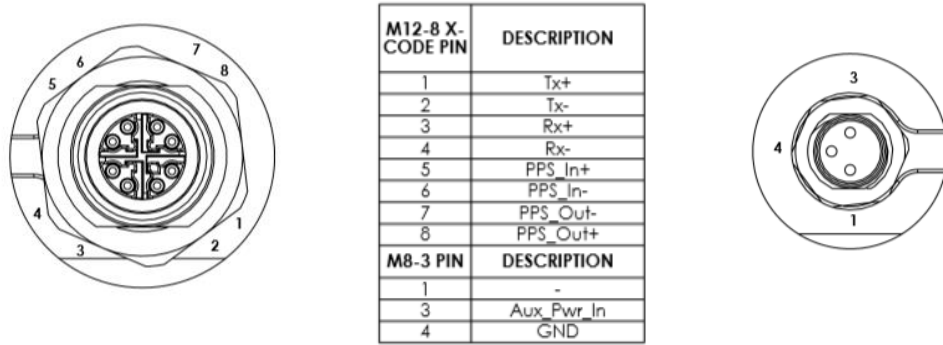 7
6
8
5
4
1
3
2
M12-8 X-
CODE PIN DESCRIPTION
1 Tx+
2 Tx-
3 Rx+
4 Rx-
5 PPS_In+
6 PPS_In-
7 PPS_Out-
8 PPS_Out+
M8-3 PIN DESCRIPTION
1 -
3 Aux_Pwr_In
4 GND
3
4
1